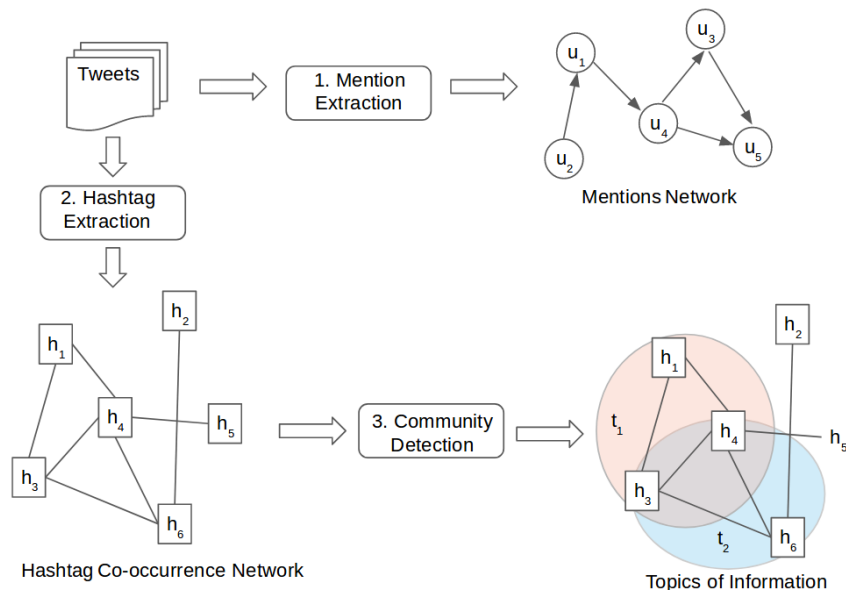 Tweets
1. Mention
Extraction
u1
u2
u3
u4
u5
Mentions Network
2. Hashtag
Extraction
h1
h2
h3
h4
h5
h6
Hashtag Co-occurrence Network
3. Community
Detection
h1
h2
t1
h4
h5
h3
t2
h6
Topics of Information